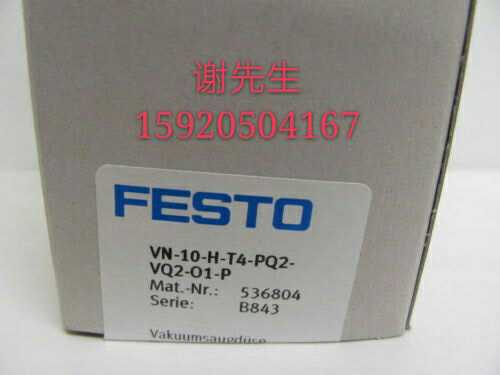 谢先生
15920504167
FESTO
VN-10-H-T4-PQ2-
VQ2-O1-P
Mat.-Nr.: 536804
Serie: B843
Vakuumsaugdüse